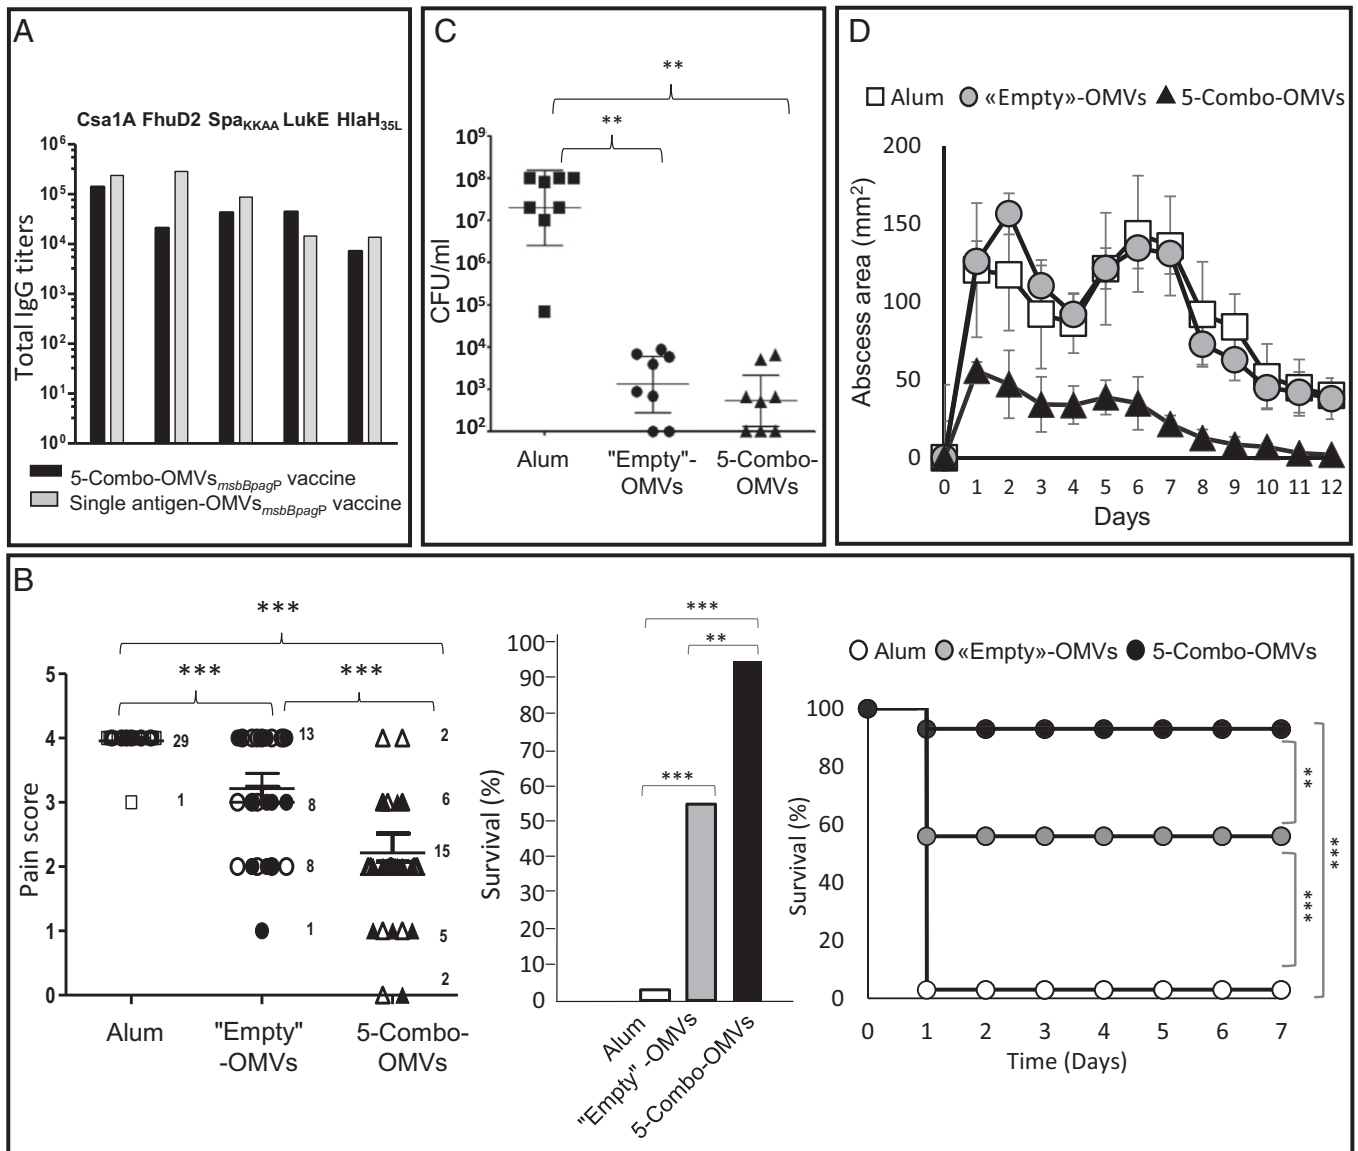 A
Csa1A FhuD2 SpaKKAA LukE HlaH35L
Total IgG titers
10^6
10^5
10^4
10^3
10^2
10^1
10^0
5-Combo-OMVsmsbBpagP vaccine
Single antigen-OMVsmsbBpagP vaccine
C
**
**
CFU/ml
10^9
10^8
10^7
10^6
10^5
10^4
10^3
10^2
Alum
"Empty"-
OMVs
5-Combo-
OMVs
D
Alum «Empty»-OMVs 5-Combo-OMVs
Abscess area (mm^2)
200
150
100
50
0
0 1 2 3 4 5 6 7 8 9 10 11 12
Days
B
***
*** ***
Pain score
5
4
3
2
1
0
29
1
13
8
8
1
2
6
15
5
2
Alum
"Empty"
-OMVs
5-Combo-
OMVs
***
**
***
Survival (%)
100
90
80
70
60
50
40
30
20
10
0
Alum
"Empty" -OMVs
5-Combo-OMVs
Alum «Empty»-OMVs 5-Combo-OMVs
Survival (%)
100
80
60
40
20
0
**
***
***
0 1 2 3 4 5 6 7
Time (Days)